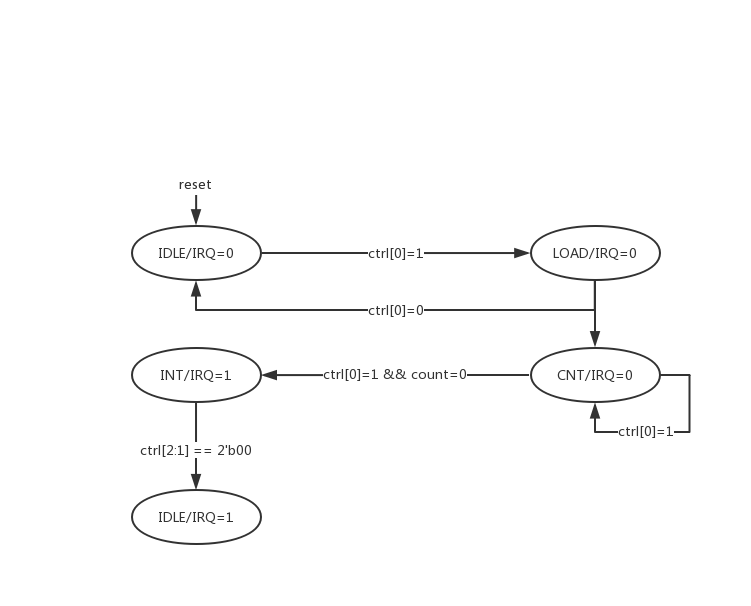 reset
IDLE/IRQ=0
ctrl[0]=1
LOAD/IRQ=0
ctrl[0]=0
INT/IRQ=1
ctrl[0]=1 && count=0
CNT/IRQ=0
ctrl[0]=1
ctrl[2:1] == 2'b00
IDLE/IRQ=1